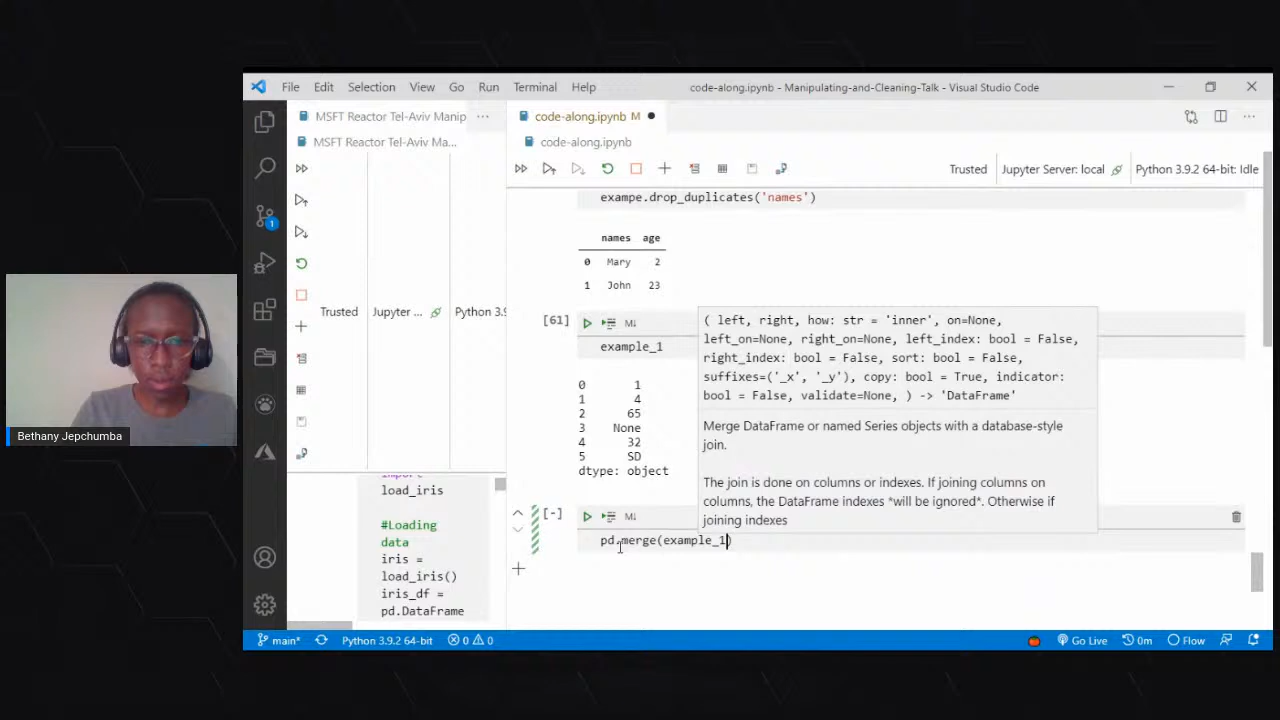 File Edit Selection View Go Run Terminal Help code-along.ipynb - Manipulating-and-Cleaning-Talk - Visual Studio Code
MSFT Reactor Tel-Aviv Manip ···
MSFT Reactor Tel-Aviv Ma...
Trusted Jupyter ... Python 3.9
import
load_iris
#Loading
data
iris =
load_iris()
iris_df =
pd.DataFrame
code-along.ipynb M
code-along.ipynb
Trusted Jupyter Server: local Python 3.9.2 64-bit: Idle
exampe.drop_duplicates('names')
names age
0 Mary 2
1 John 23
[61] M↓
example_1
0 1
1 4
2 65
3 None
4 32
5 SD
dtype: object
( left, right, how: str = 'inner', on=None,
left_on=None, right_on=None, left_index: bool = False,
right_index: bool = False, sort: bool = False,
suffixes=('_x', '_y'), copy: bool = True, indicator:
bool = False, validate=None, ) -> 'DataFrame'
Merge DataFrame or named Series objects with a database-style
join.
The join is done on columns or indexes. If joining columns on
columns, the DataFrame indexes *will be ignored*. Otherwise if
joining indexes
[-] M↓
pd.merge(example_1)
1
Bethany Jepchumba
main* Python 3.9.2 64-bit 0 0 Go Live 0m Flow